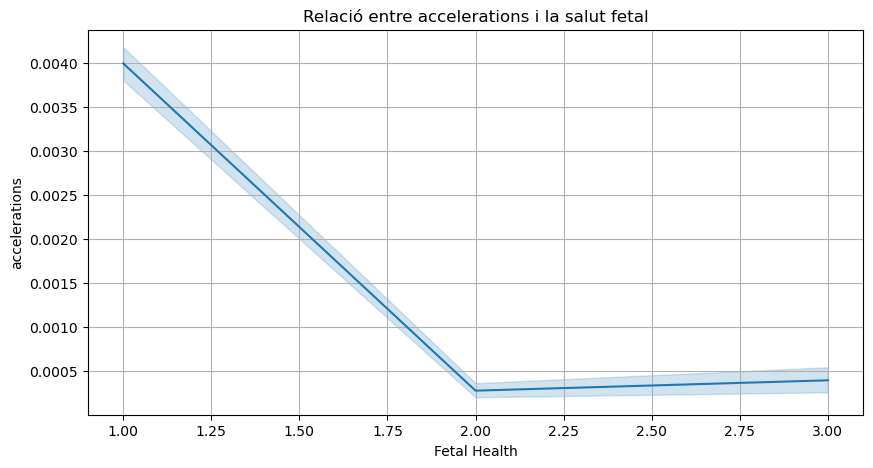 Relació entre accelerations i la salut fetal
accelerations
0.0040
0.0035
0.0030
0.0025
0.0020
0.0015
0.0010
0.0005
1.00 1.25 1.50 1.75 2.00 2.25 2.50 2.75 3.00
Fetal Health